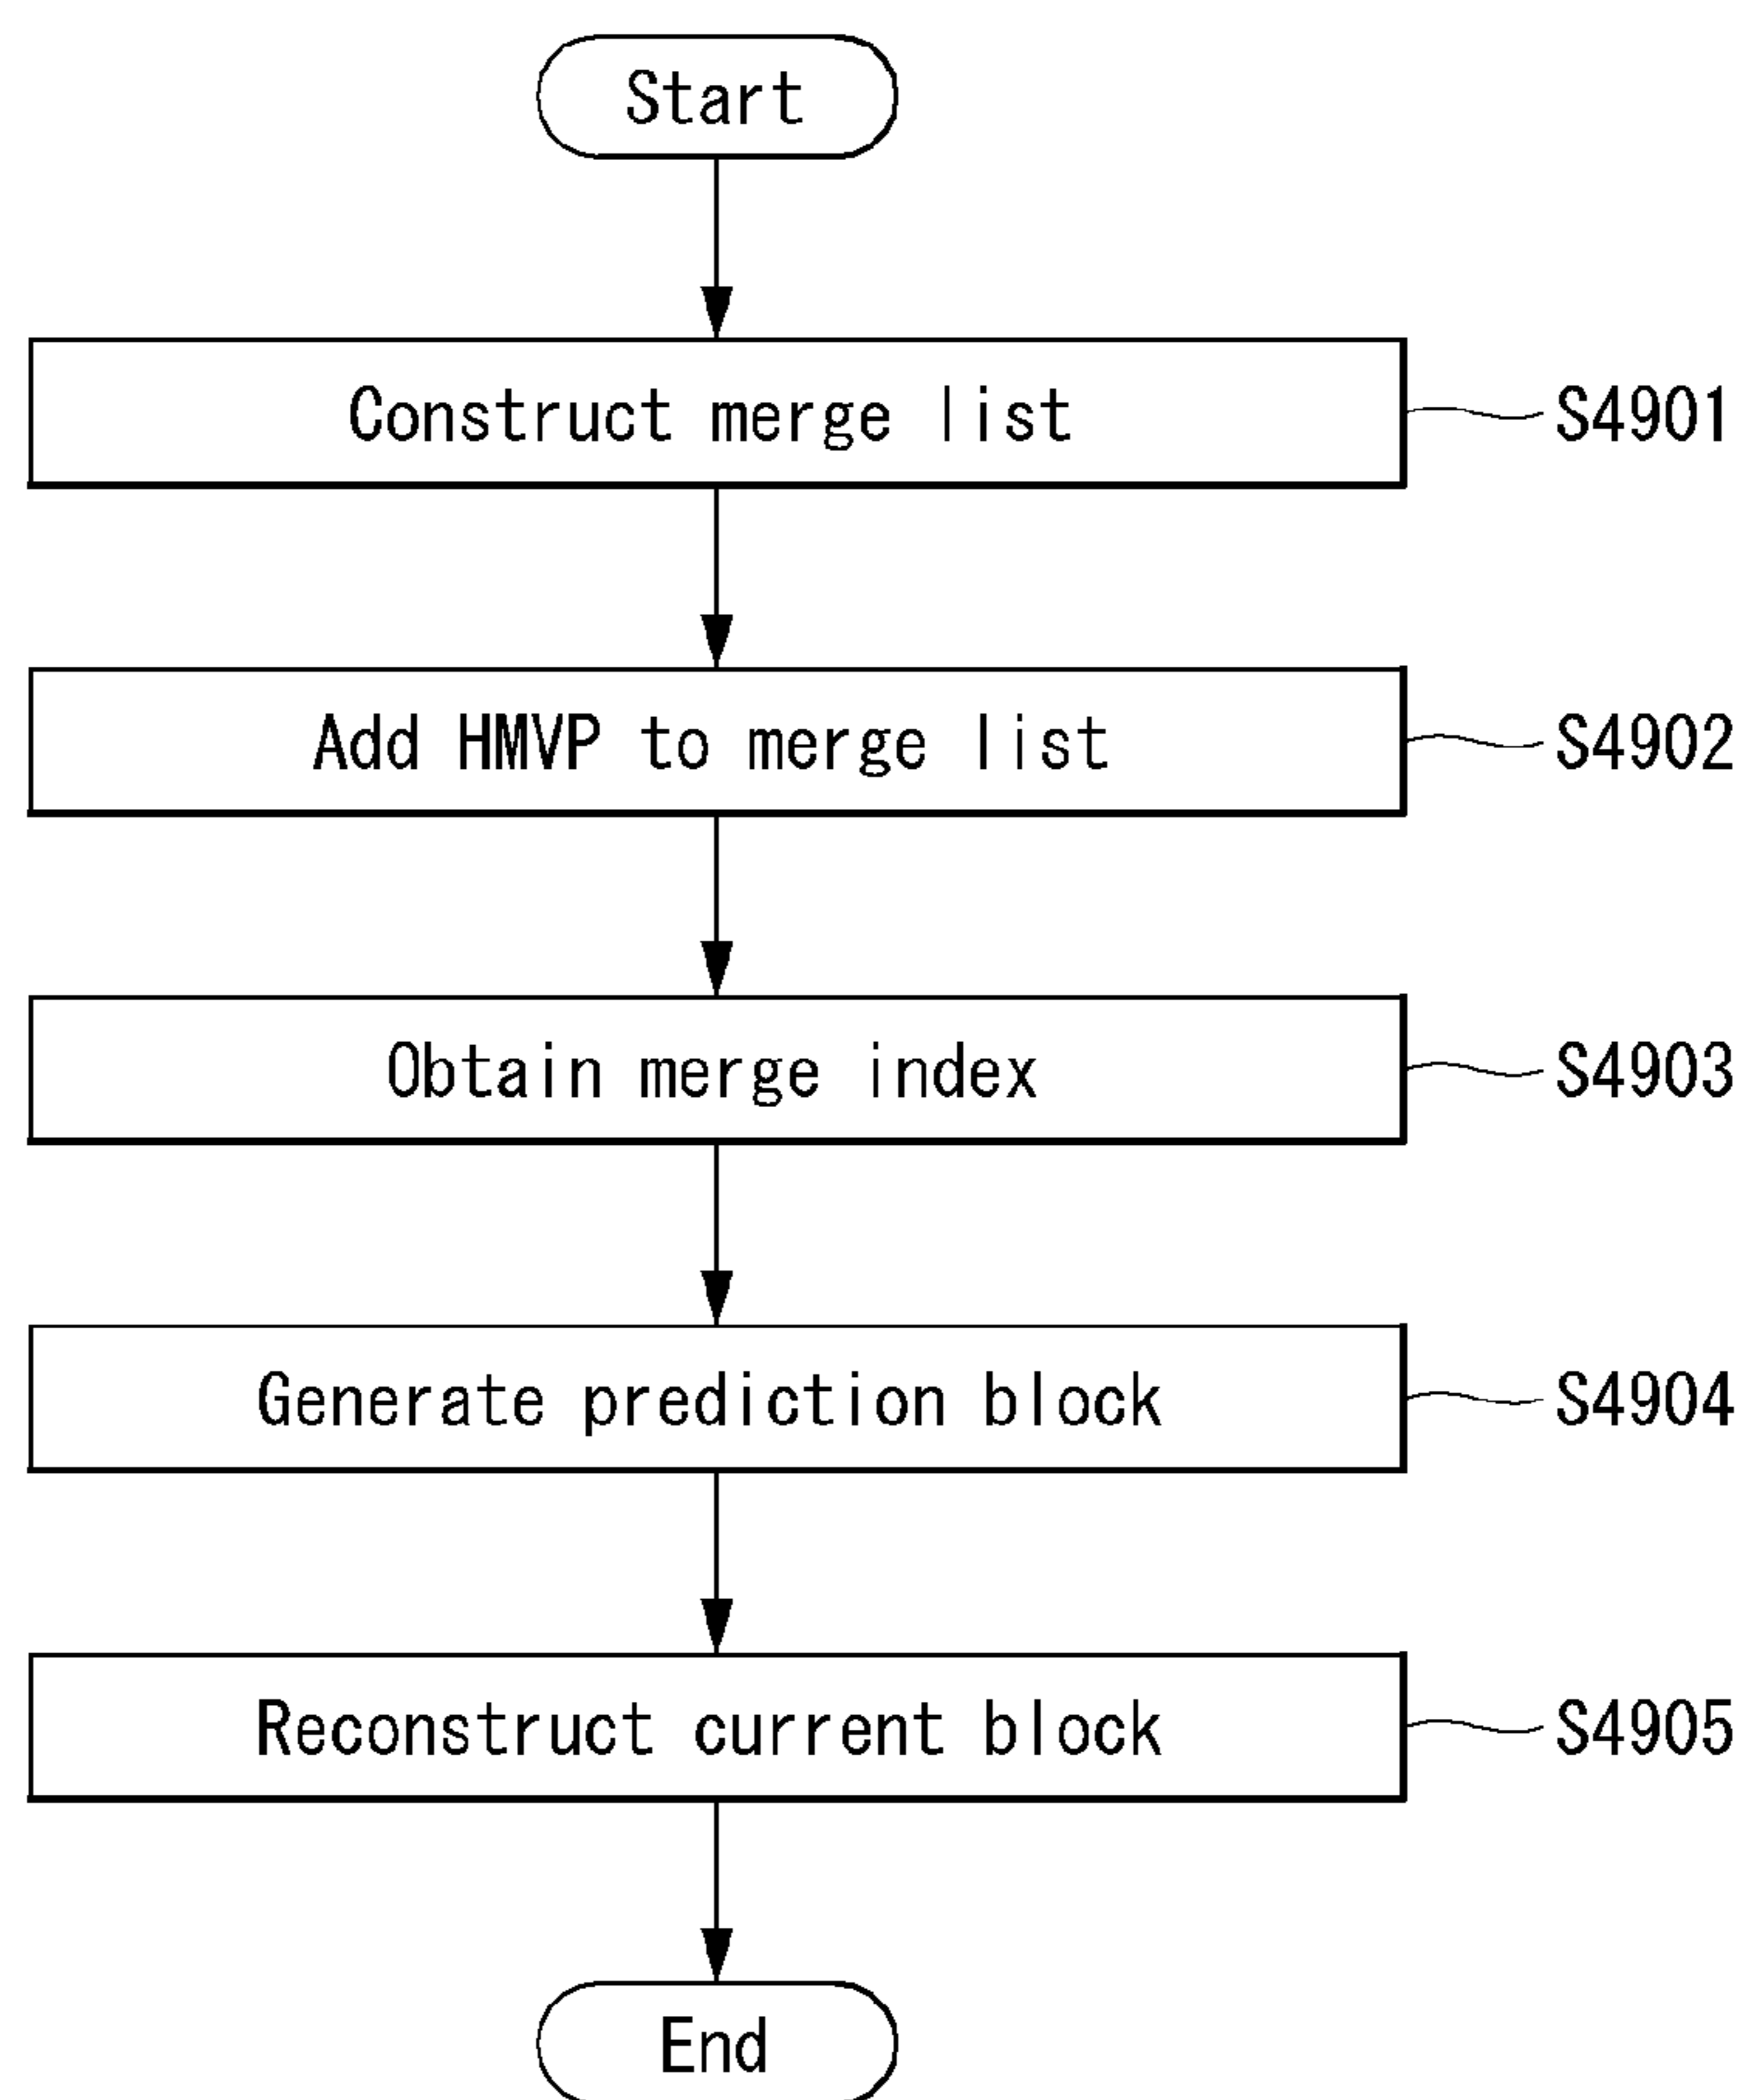 Start
Construct merge list
S4901
Add HMVP to merge list
S4902
Obtain merge index
S4903
Generate prediction block
S4904
Reconstruct current block
S4905
End